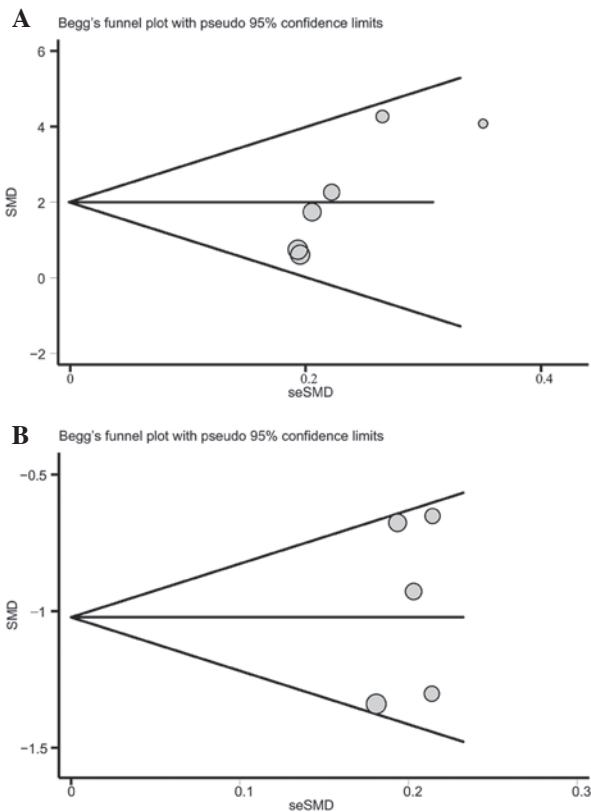 A
Begg's funnel plot with pseudo 95% confidence limits
6
4
2
0
−2
SMD
0
0.2
0.4
seSMD
B
Begg's funnel plot with pseudo 95% confidence limits
−0.5
−1
−1.5
SMD
0
0.1
0.2
0.3
seSMD